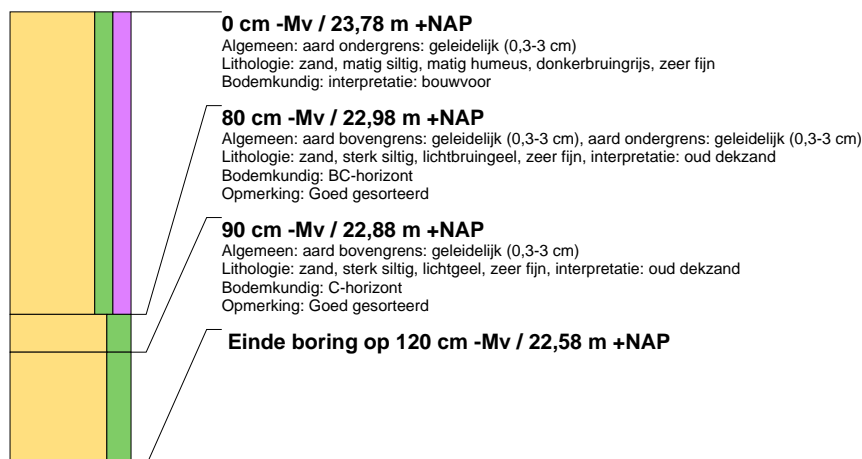 0 cm -Mv / 23,78 m +NAP
Algemeen: aard ondergrens: geleidelijk (0,3-3 cm)
Lithologie: zand, matig siltig, matig humeus, donkerbruingrijs, zeer fijn
Bodemkundig: interpretatie: bouwvoor
80 cm -Mv / 22,98 m +NAP
Algemeen: aard bovengrens: geleidelijk (0,3-3 cm), aard ondergrens: geleidelijk (0,3-3 cm)
Lithologie: zand, sterk siltig, lichtbruingeel, zeer fijn, interpretatie: oud dekzand
Bodemkundig: BC-horizont
Opmerking: Goed gesorteerd
90 cm -Mv / 22,88 m +NAP
Algemeen: aard bovengrens: geleidelijk (0,3-3 cm)
Lithologie: zand, sterk siltig, lichtgeel, zeer fijn, interpretatie: oud dekzand
Bodemkundig: C-horizont
Opmerking: Goed gesorteerd
Einde boring op 120 cm -Mv / 22,58 m +NAP